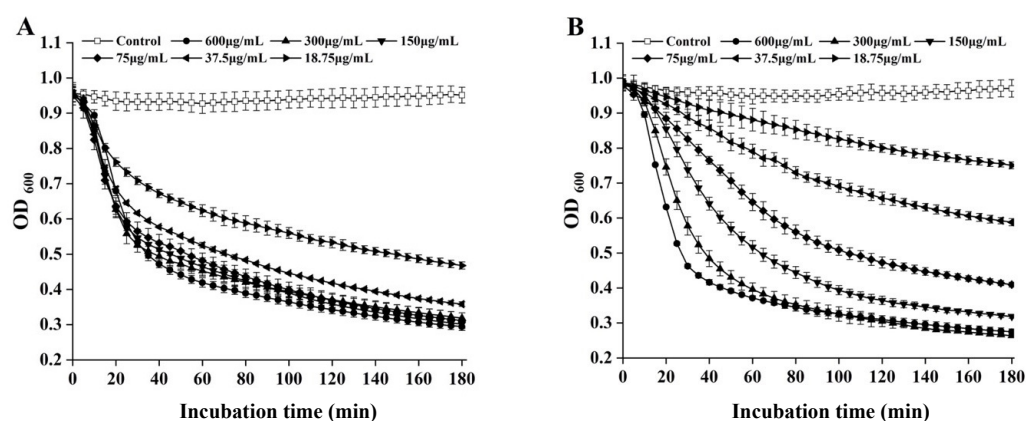 A
Control 600μg/mL 300μg/mL 150μg/mL
75μg/mL 37.5μg/mL 18.75μg/mL
1.1
1.0
0.9
0.8
0.7
0.6
0.5
0.4
0.3
0.2
OD 600
0 20 40 60 80 100 120 140 160 180
Incubation time (min)
B
Control 600μg/mL 300μg/mL 150μg/mL
75μg/mL 37.5μg/mL 18.75μg/mL
1.1
1.0
0.9
0.8
0.7
0.6
0.5
0.4
0.3
0.2
OD 600
0 20 40 60 80 100 120 140 160 180
Incubation time (min)